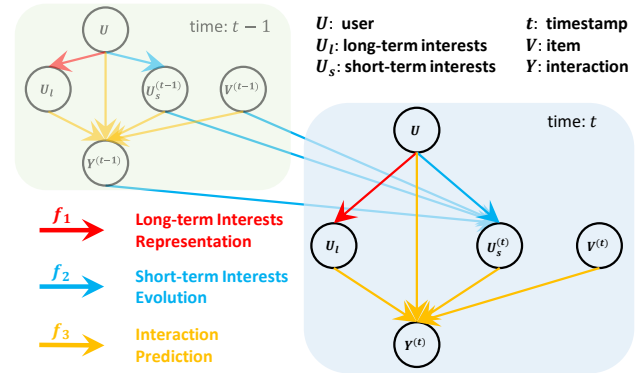 time: t − 1
U: user
t: timestamp
U_l: long-term interests
V: item
U_s: short-term interests
Y: interaction
U
U_l
U_s^{(t−1)}
V^{(t−1)}
Y^{(t−1)}
time: t
U
U_l
U_s^{(t)}
V^{(t)}
Y^{(t)}
f_1
Long-term Interests
Representation
f_2
Short-term Interests
Evolution
f_3
Interaction
Prediction